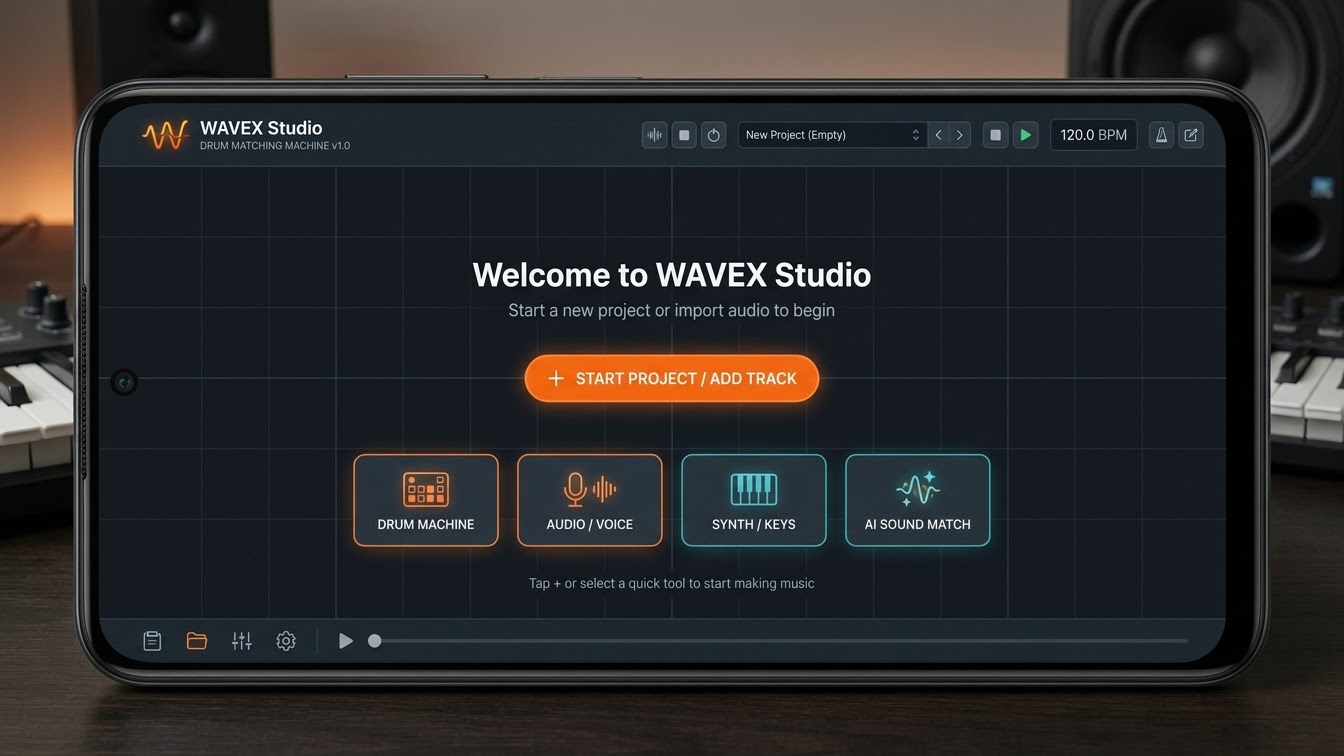 WAVEX Studio
DRUM MATCHING MACHINE v1.0
New Project (Empty)
120.0 BPM
Welcome to WAVEX Studio
Start a new project or import audio to begin
+ START PROJECT / ADD TRACK
DRUM MACHINE
AUDIO / VOICE
SYNTH / KEYS
AI SOUND MATCH
Tap + or select a quick tool to start making music